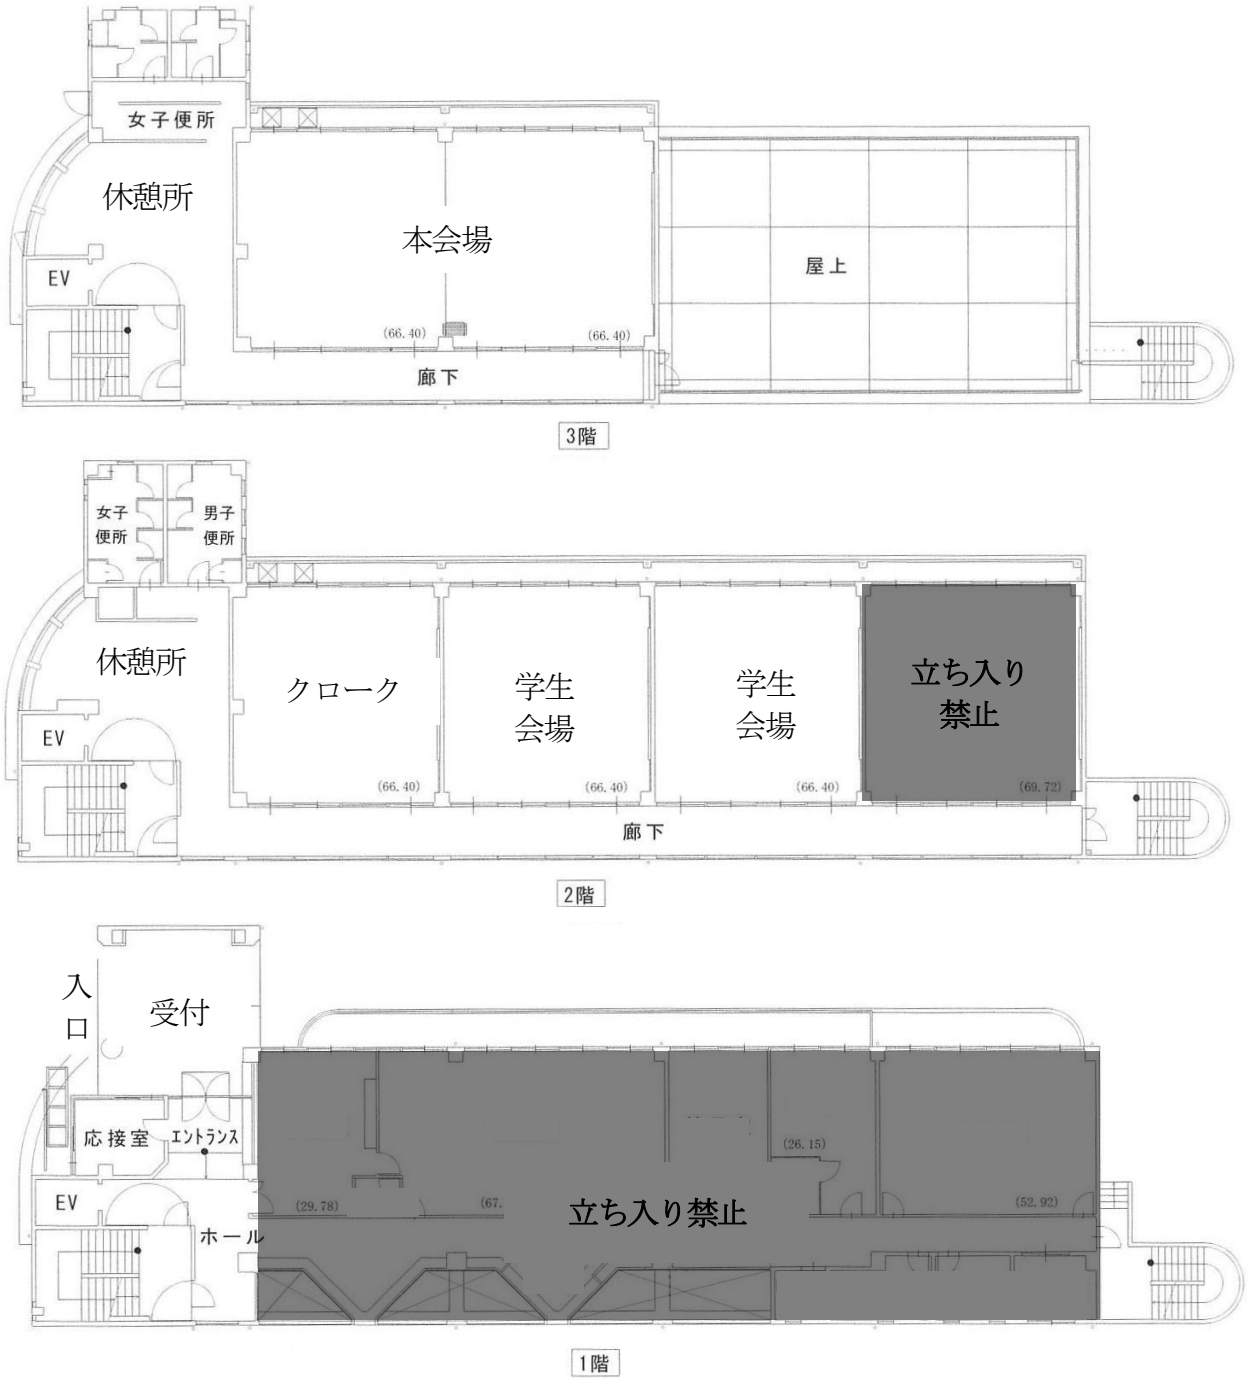 女子便所
休憩所
本会場
屋上
EV
(66.40)
(66.40)
廊下
3階
女子
便所
男子
便所
休憩所
クローク
学生
会場
学生
会場
立ち入り
禁止
EV
(66.40)
(66.40)
(66.40)
(69.72)
廊下
2階
入
口
受付
応接室
エントランス
(26.15)
EV
(29.78)
(67.
(52.92)
立ち入り禁止
ホール
1階